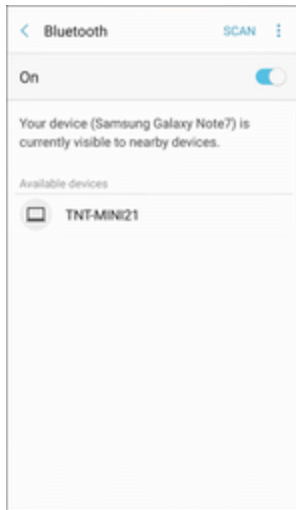 Bluetooth SCAN
On
Your device (Samsung Galaxy Note7) is
currently visible to nearby devices.
Available devices
TNT-MINI21